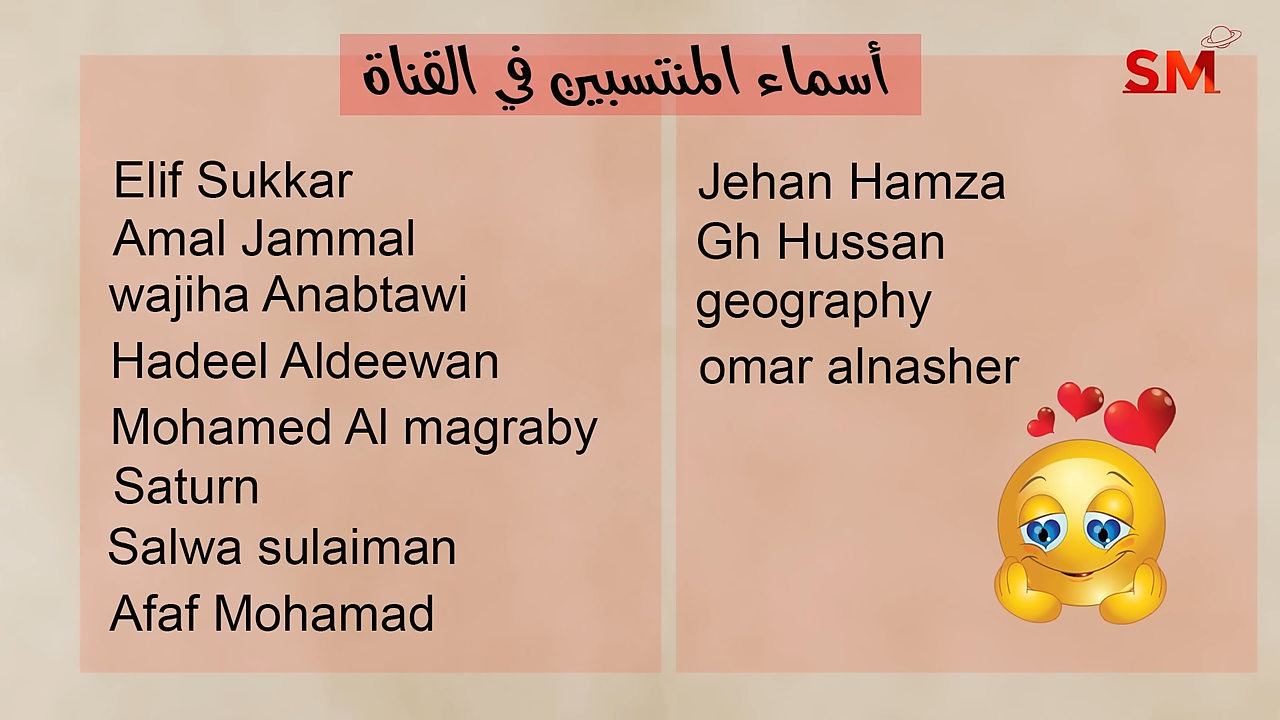 أسماء المنتسبين في القناة
SM
Elif Sukkar
Amal Jammal
wajiha Anabtawi
Hadeel Aldeewan
Mohamed Al magraby
Saturn
Salwa sulaiman
Afaf Mohamad
Jehan Hamza
Gh Hussan
geography
omar alnasher